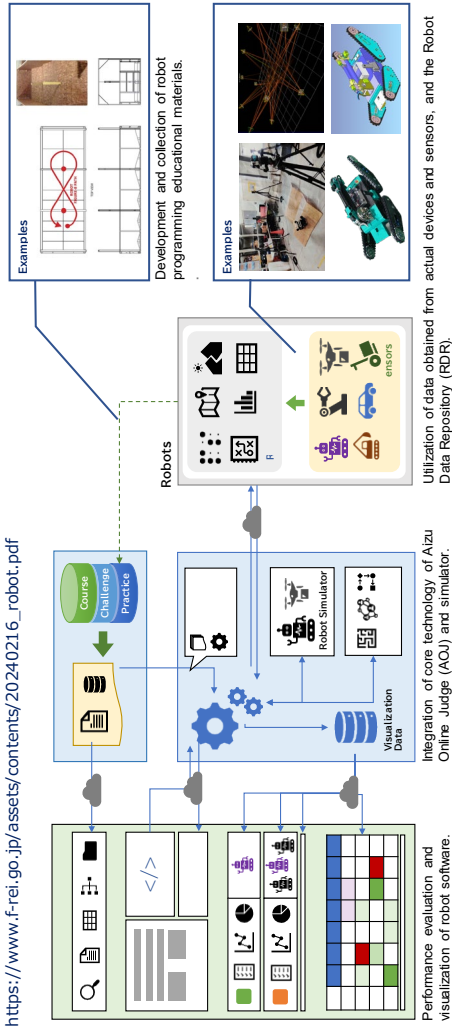 https://www.f-rei.go.jp/assets/contents/20240216_robot.pdf
Course
Challenge
Practice
</>
Robot Simulator
Visualization
Data
Robots
ensors
Examples
Examples
Performance evaluation and
visualization of robot software.
Integration of core technology of Aizu
Online Judge (AOJ) and simulator.
Utilization of data obtained from actual devices and sensors, and the Robot
Data Repository (RDR).
Development and collection of robot
programming educational materials.
.